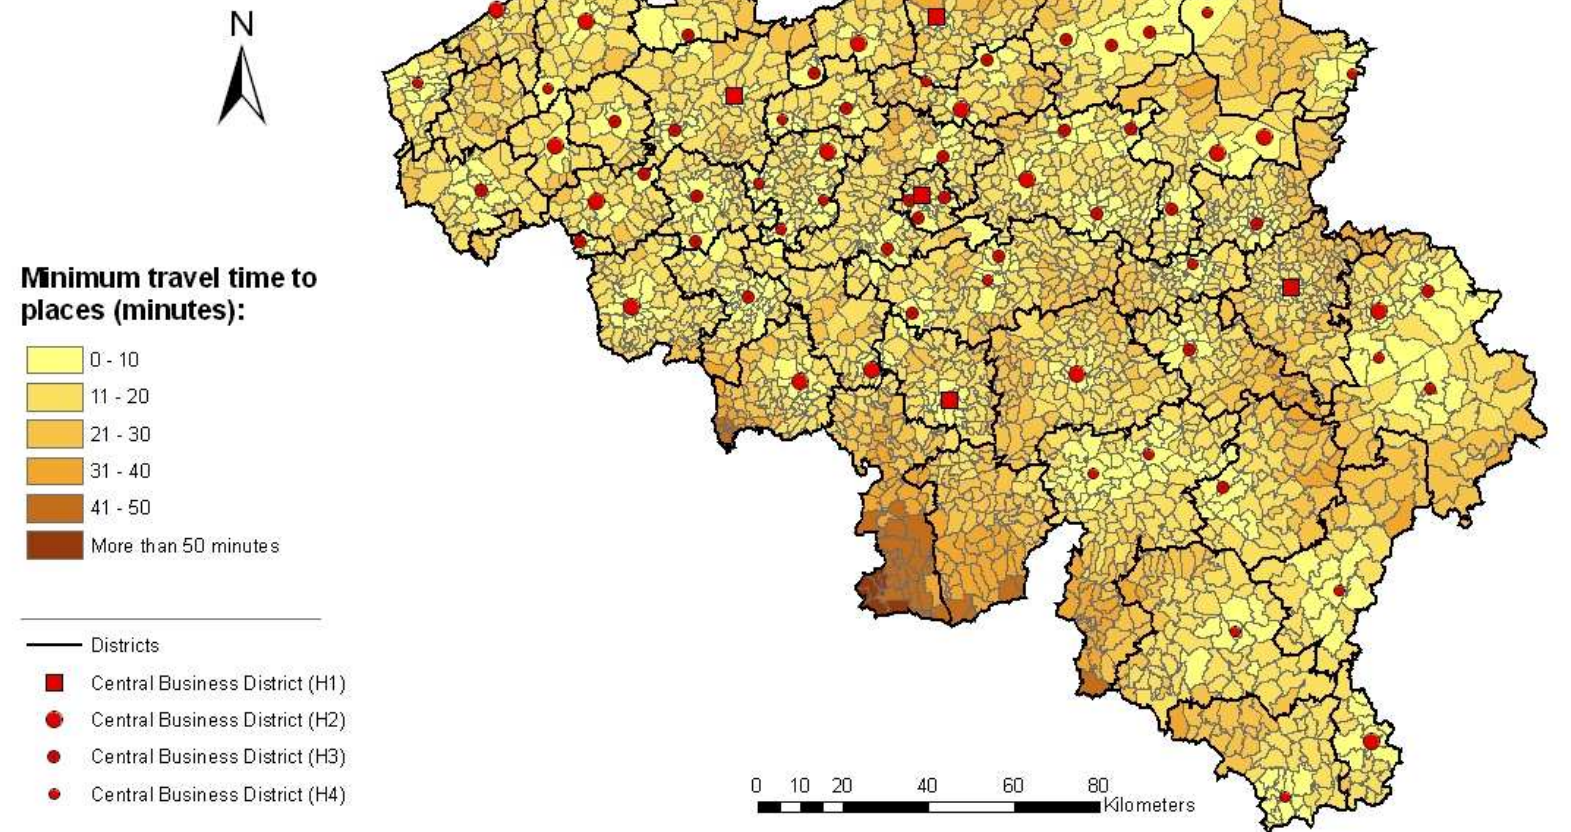 N
Minimum travel time to
places (minutes):
0 - 10
11 - 20
21 - 30
31 - 40
41 - 50
More than 50 minutes
Districts
Central Business District (H1)
Central Business District (H2)
Central Business District (H3)
Central Business District (H4)
0 10 20 40 60 80
Kilometers